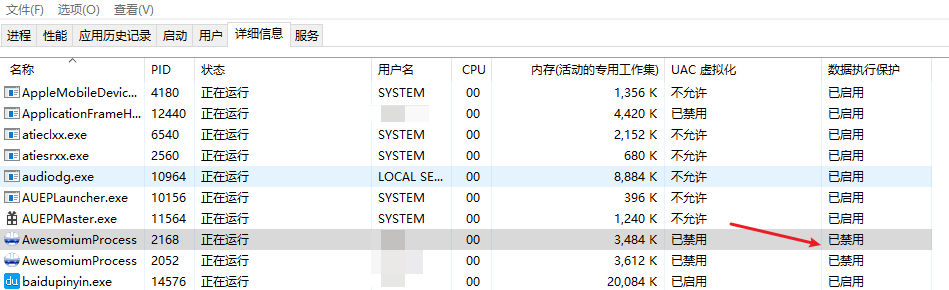 文件(F) 选项(O) 查看(V)
进程 性能 应用历史记录 启动 用户 详细信息 服务
名称 PID 状态 用户名 CPU 内存(活动的专用工作集) UAC 虚拟化 数据执行保护
AppleMobileDevic... 4180 正在运行 SYSTEM 00 1,356 K 不允许 已启用
ApplicationFrameH... 12440 正在运行 00 4,420 K 已禁用 已启用
atieclxx.exe 6540 正在运行 SYSTEM 00 2,152 K 不允许 已启用
atiesrxx.exe 2560 正在运行 SYSTEM 00 680 K 不允许 已启用
audiodg.exe 10964 正在运行 LOCAL SE... 00 8,884 K 不允许 已启用
AUEPLauncher.exe 10156 正在运行 SYSTEM 00 396 K 不允许 已启用
AUEPMaster.exe 11564 正在运行 SYSTEM 00 1,240 K 不允许 已启用
AwesomiumProcess 2168 正在运行 00 3,484 K 已禁用 已禁用
AwesomiumProcess 2052 正在运行 00 3,612 K 已禁用 已禁用
du baidupinyin.exe 14576 正在运行 00 20,084 K 已启用 已启用